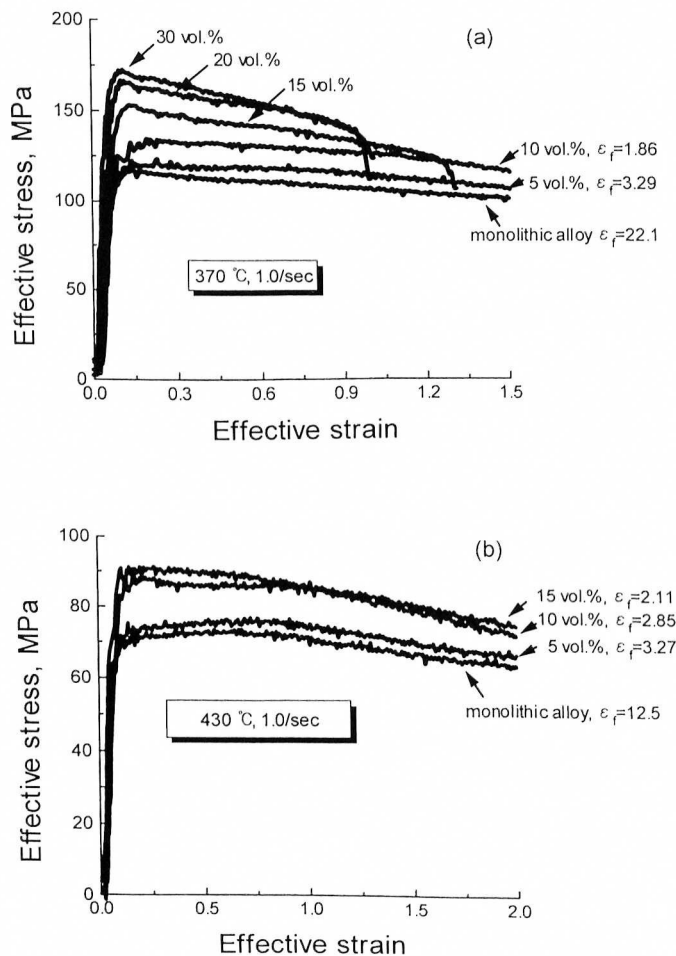 (a)
30 vol.%
20 vol.%
15 vol.%
200
150
100
50
0
Effective stress, MPa
10 vol.%, εf=1.86
5 vol.%, εf=3.29
monolithic alloy εf=22.1
370 ℃, 1.0/sec
0.0 0.3 0.6 0.9 1.2 1.5
Effective strain
(b)
100
80
60
40
20
0
Effective stress, MPa
15 vol.%, εf=2.11
10 vol.%, εf=2.85
5 vol.%, εf=3.27
monolithic alloy, εf=12.5
430 ℃, 1.0/sec
0.0 0.5 1.0 1.5 2.0
Effective strain